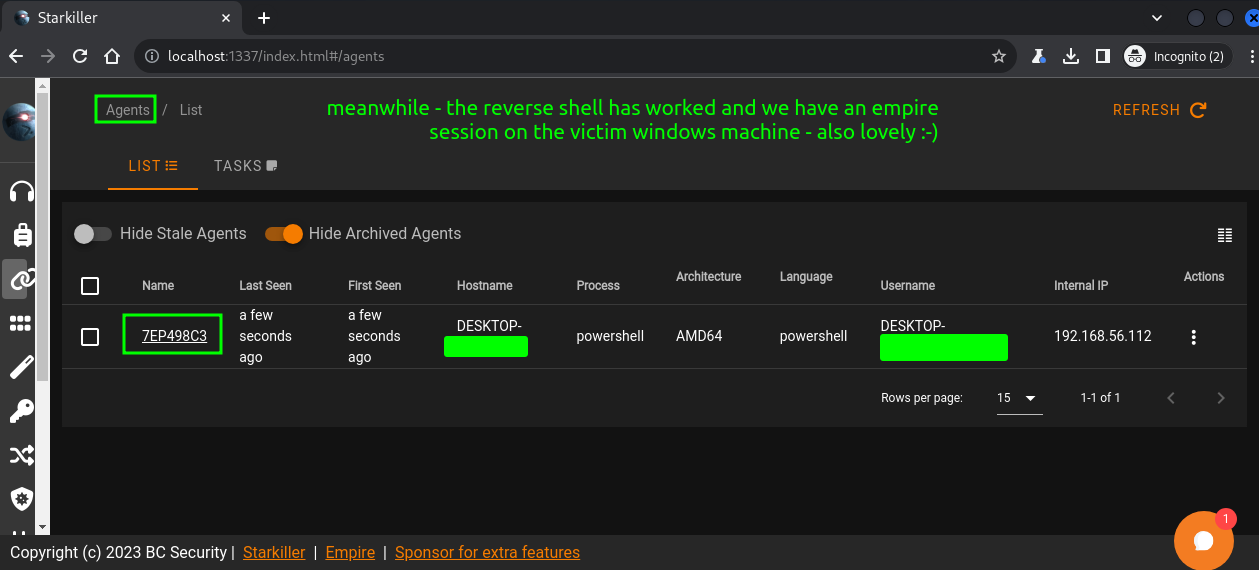 Starkiller
localhost:1337/index.html#/agents
Incognito (2)
Agents / List
meanwhile - the reverse shell has worked and we have an empire
session on the victim windows machine - also lovely :-)
REFRESH
LIST TASKS
Hide Stale Agents Hide Archived Agents
Name Last Seen First Seen Hostname Process Architecture Language Username Internal IP Actions
7EP498C3 a few seconds ago a few seconds ago DESKTOP- powershell AMD64 powershell DESKTOP- 192.168.56.112
Rows per page: 15 1-1 of 1
1
Copyright (c) 2023 BC Security | Starkiller | Empire | Sponsor for extra features